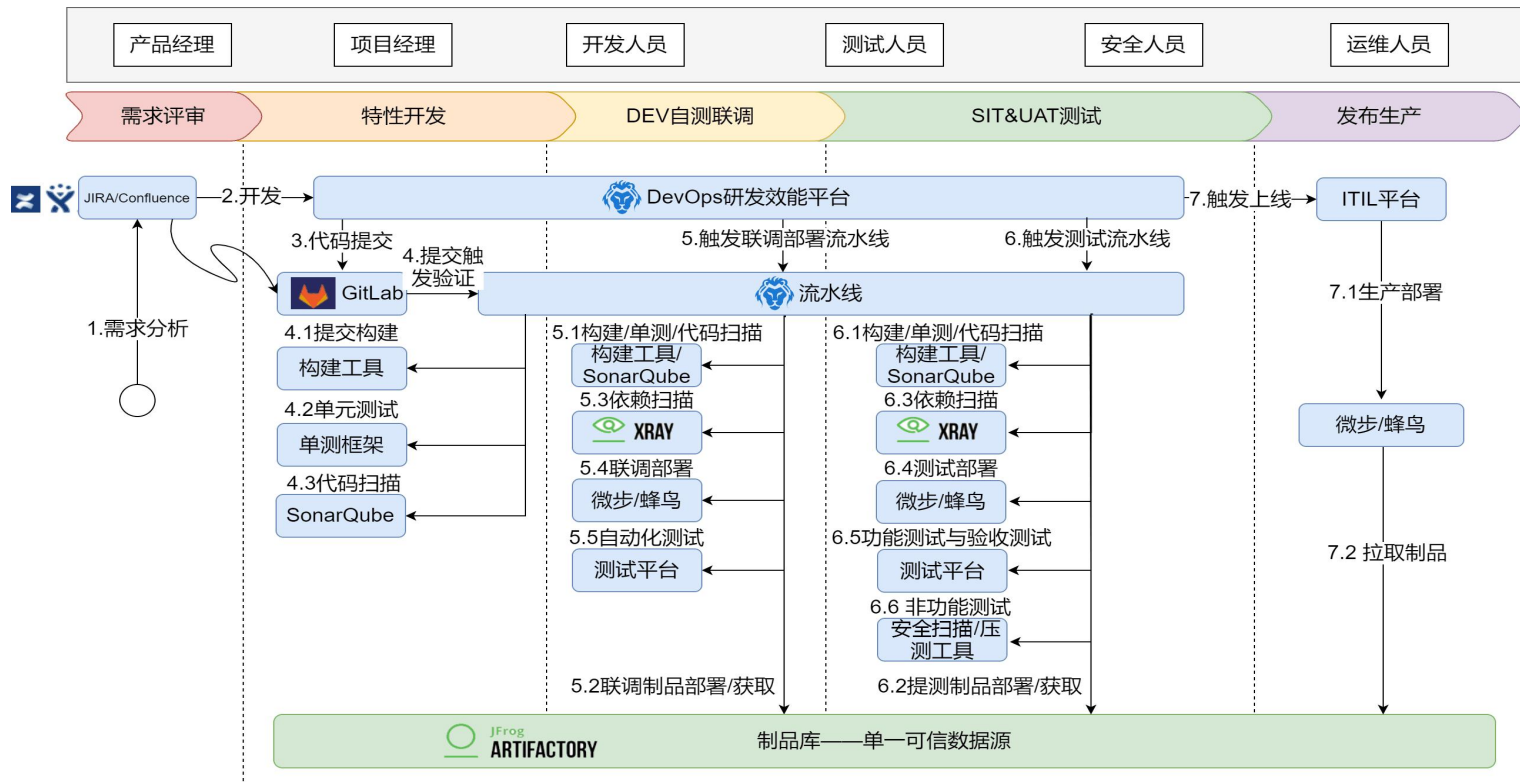 产品经理
项目经理
开发人员
测试人员
安全人员
运维人员
需求评审
特性开发
DEV自测联调
SIT&UAT测试
发布生产
JIRA/Confluence
2.开发
DevOps研发效能平台
7.触发上线
ITIL平台
3.代码提交
4.提交触
发验证
5.触发联调部署流水线
6.触发测试流水线
GitLab
流水线
7.1生产部署
1.需求分析
4.1提交构建
构建工具
4.2单元测试
单测框架
4.3代码扫描
SonarQube
5.1构建/单测/代码扫描
构建工具/
SonarQube
5.3依赖扫描
XRAY
5.4联调部署
微步/蜂鸟
5.5自动化测试
测试平台
5.2联调制品部署/获取
6.1构建/单测/代码扫描
构建工具/
SonarQube
6.3依赖扫描
XRAY
6.4测试部署
微步/蜂鸟
6.5功能测试与验收测试
测试平台
6.6 非功能测试
安全扫描/压
测工具
6.2提测制品部署/获取
微步/蜂鸟
7.2 拉取制品
JFrog
ARTIFACTORY
制品库——单一可信数据源